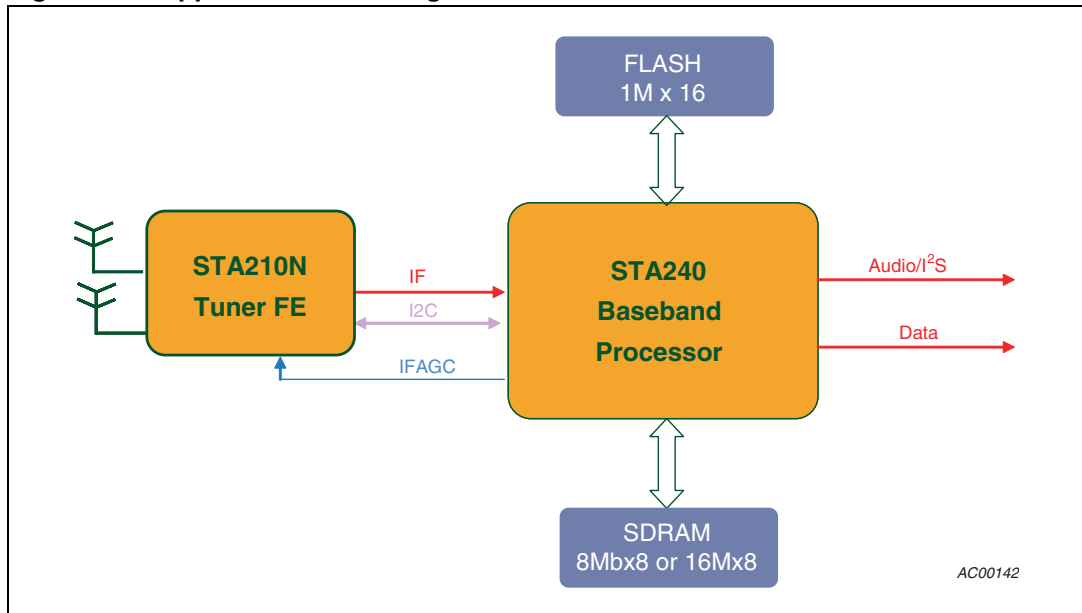 FLASH
1M x 16
STA210N
Tuner FE
IF
I2C
IFAGC
STA240
Baseband
Processor
Audio/I²S
Data
SDRAM
8Mbx8 or 16Mx8
AC00142